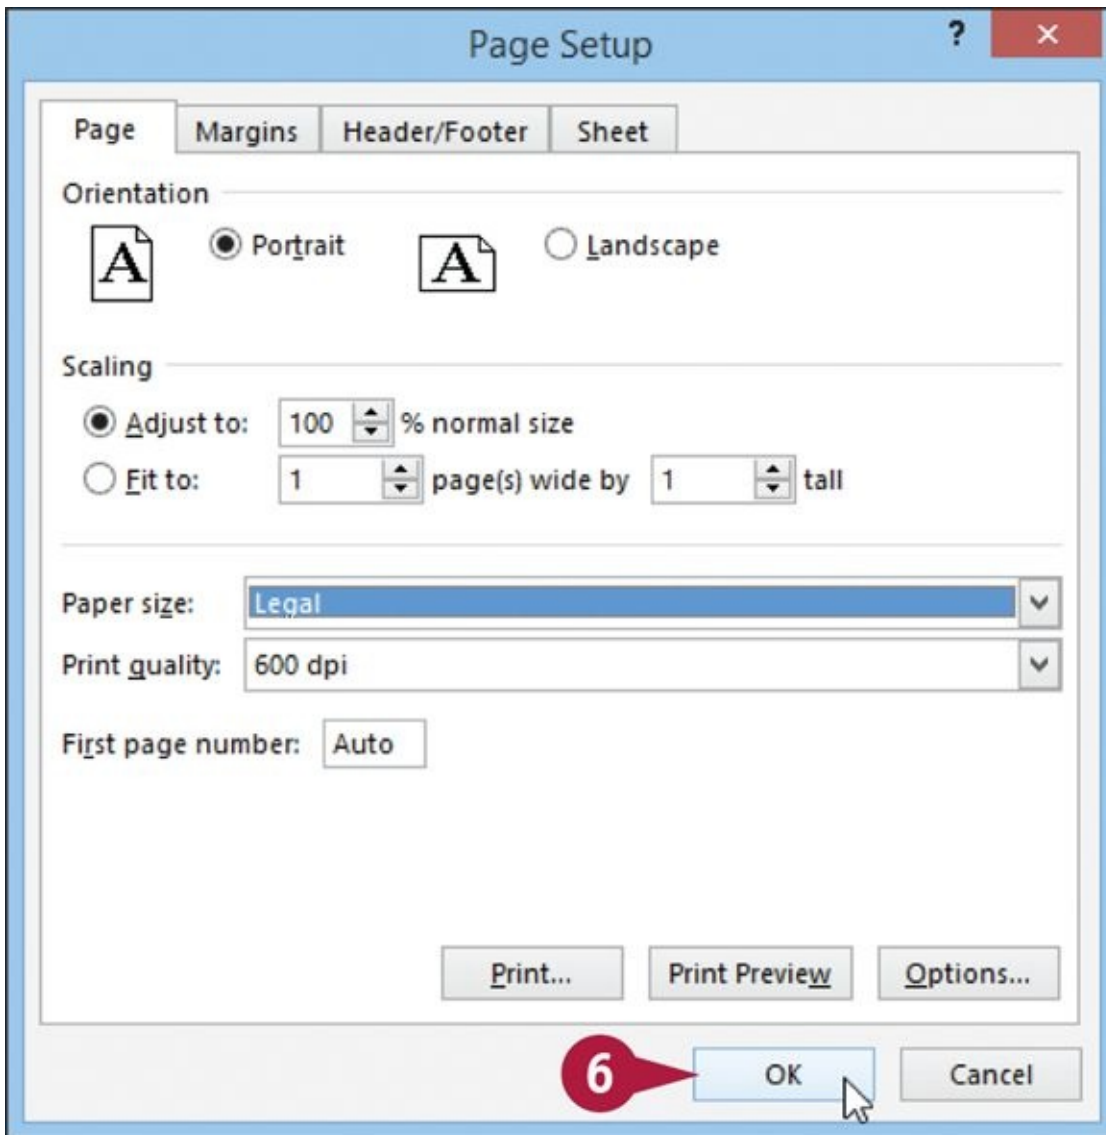 Page Setup ? ×
Page Margins Header/Footer Sheet
Orientation
A Portrait A Landscape
Scaling
Adjust to: 100 % normal size
Fit to: 1 page(s) wide by 1 tall
Paper size: Legal
Print quality: 600 dpi
First page number: Auto
Print... Print Preview Options...
6 OK Cancel